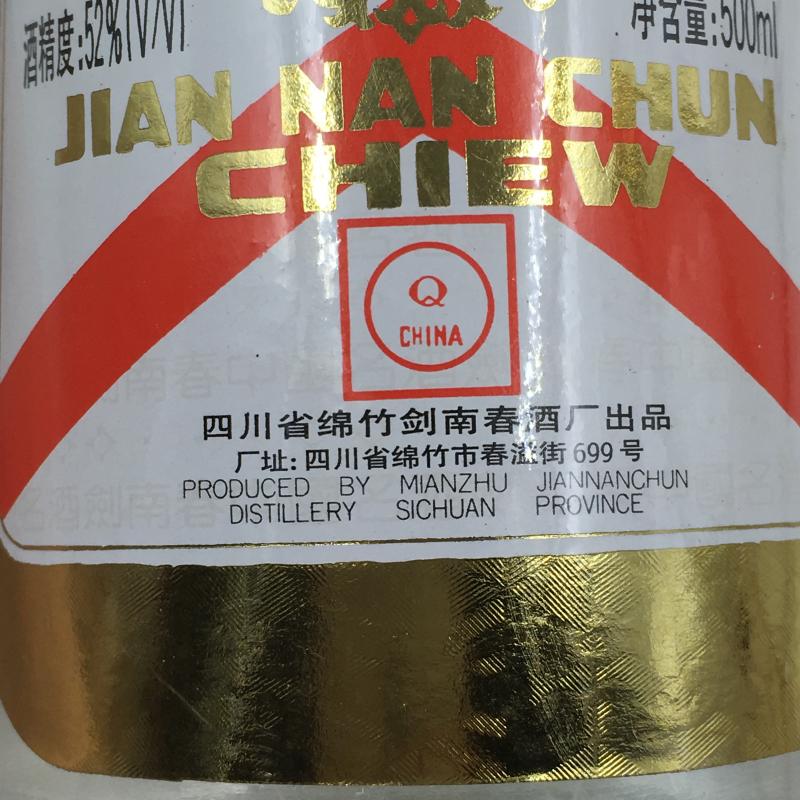 酒精度:52%(V/V)
净含量:500ml
JIAN NAN CHUN
CHIEW
Q
CHINA
四川省绵竹剑南春酒厂出品
厂址:四川省绵竹市春溢街699号
PRODUCED BY MIANZHU JIANNANCHUN
DISTILLERY SICHUAN PROVINCE